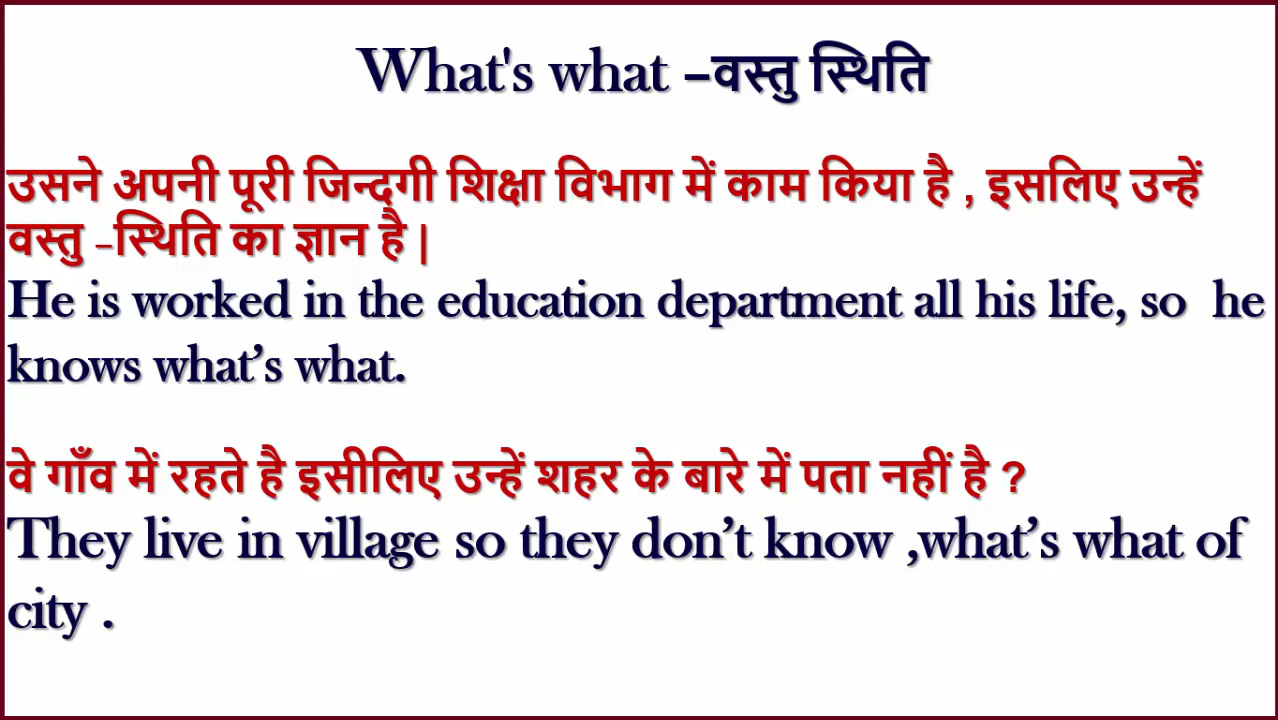 What's what –वस्तु स्थिति
उसने अपनी पूरी जिन्दगी शिक्षा विभाग में काम किया है , इसलिए उन्हें
वस्तु –स्थिति का ज्ञान है |
He is worked in the education department all his life, so he
knows what’s what.
वे गाँव में रहते है इसीलिए उन्हें शहर के बारे में पता नहीं है ?
They live in village so they don’t know ,what’s what of
city .